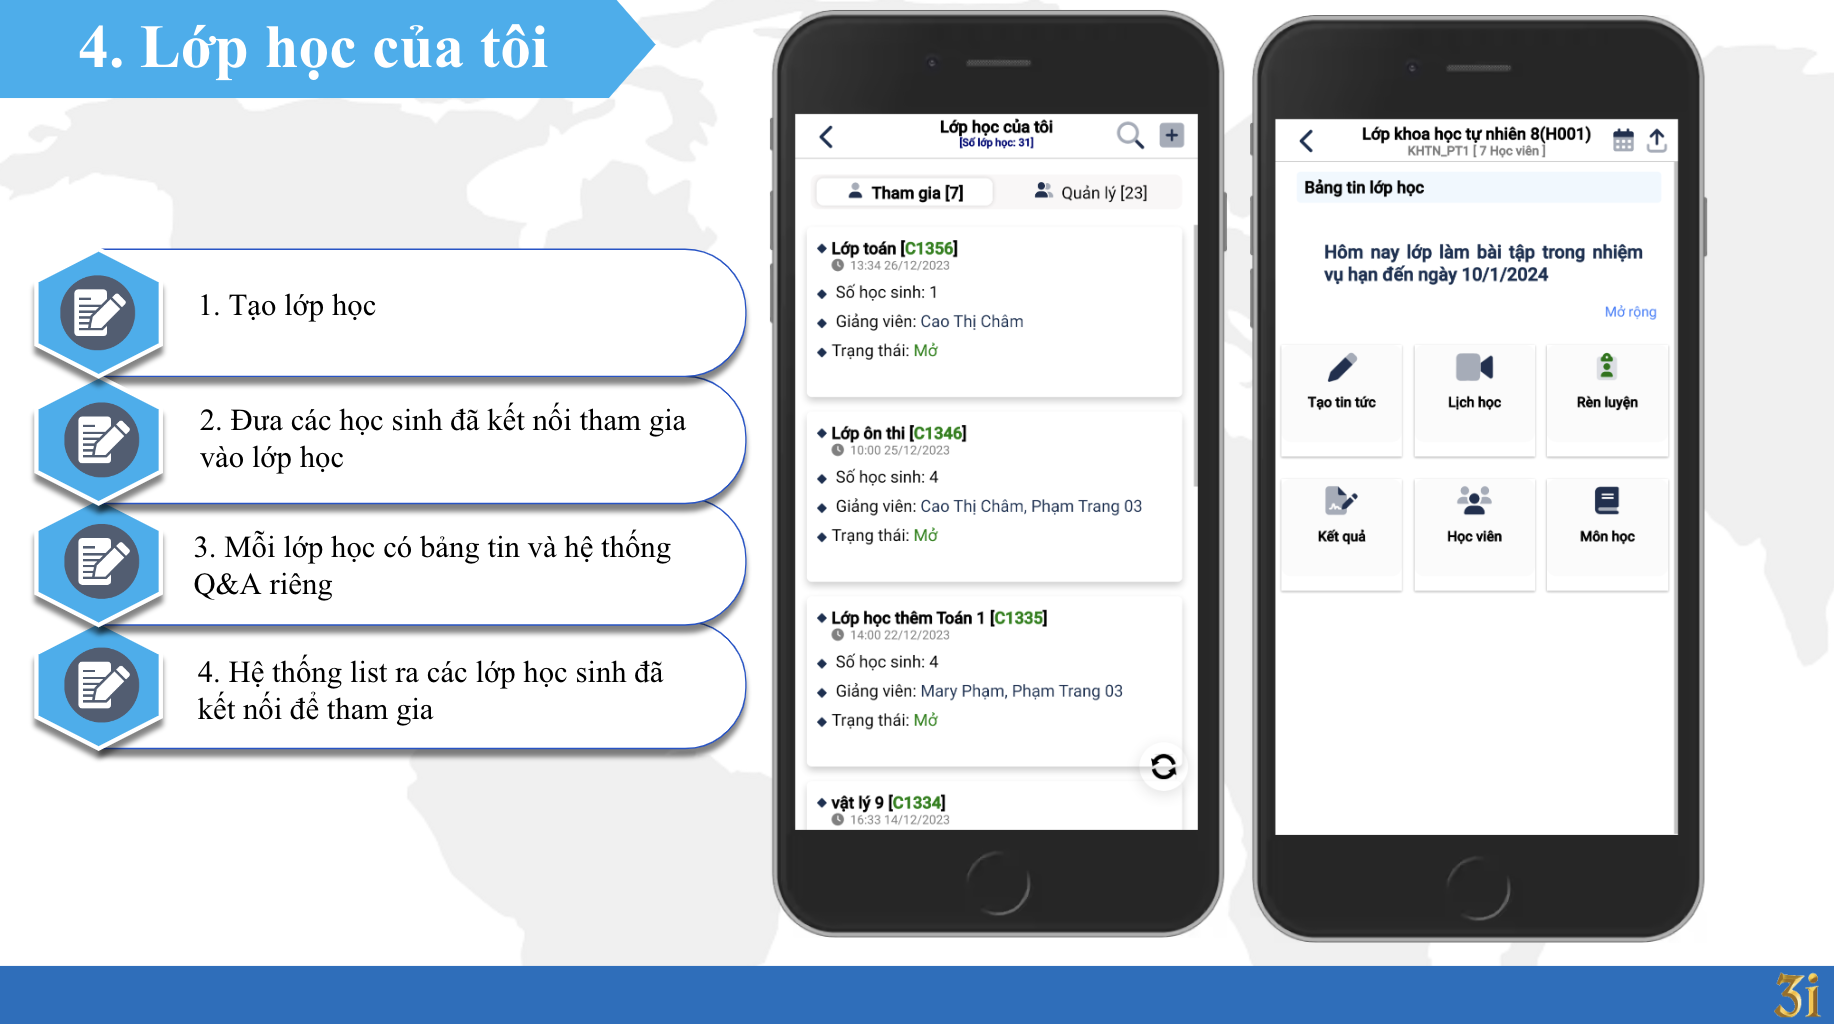 4. Lớp học của tôi
1. Tạo lớp học
2. Đưa các học sinh đã kết nối tham gia
vào lớp học
3. Mỗi lớp học có bảng tin và hệ thống
Q&A riêng
4. Hệ thống list ra các lớp học sinh đã
kết nối để tham gia
Lớp học của tôi
[Số lớp học: 31]
Tham gia [7]
Quản lý [23]
Lớp toán [C1356]
13:34 26/12/2023
Số học sinh: 1
Giảng viên: Cao Thị Châm
Trạng thái: Mở
Lớp ôn thi [C1346]
10:00 25/12/2023
Số học sinh: 4
Giảng viên: Cao Thị Châm, Phạm Trang 03
Trạng thái: Mở
Lớp học thêm Toán 1 [C1335]
14:00 22/12/2023
Số học sinh: 4
Giảng viên: Mary Phạm, Phạm Trang 03
Trạng thái: Mở
vật lý 9 [C1334]
16:33 14/12/2023
Lớp khoa học tự nhiên 8(H001)
KHTN_PT1 [ 7 Học viên ]
Bảng tin lớp học
Hôm nay lớp làm bài tập trong nhiệm
vụ hạn đến ngày 10/1/2024
Mở rộng
Tạo tin tức
Lịch học
Rèn luyện
Kết quả
Học viên
Môn học
3i